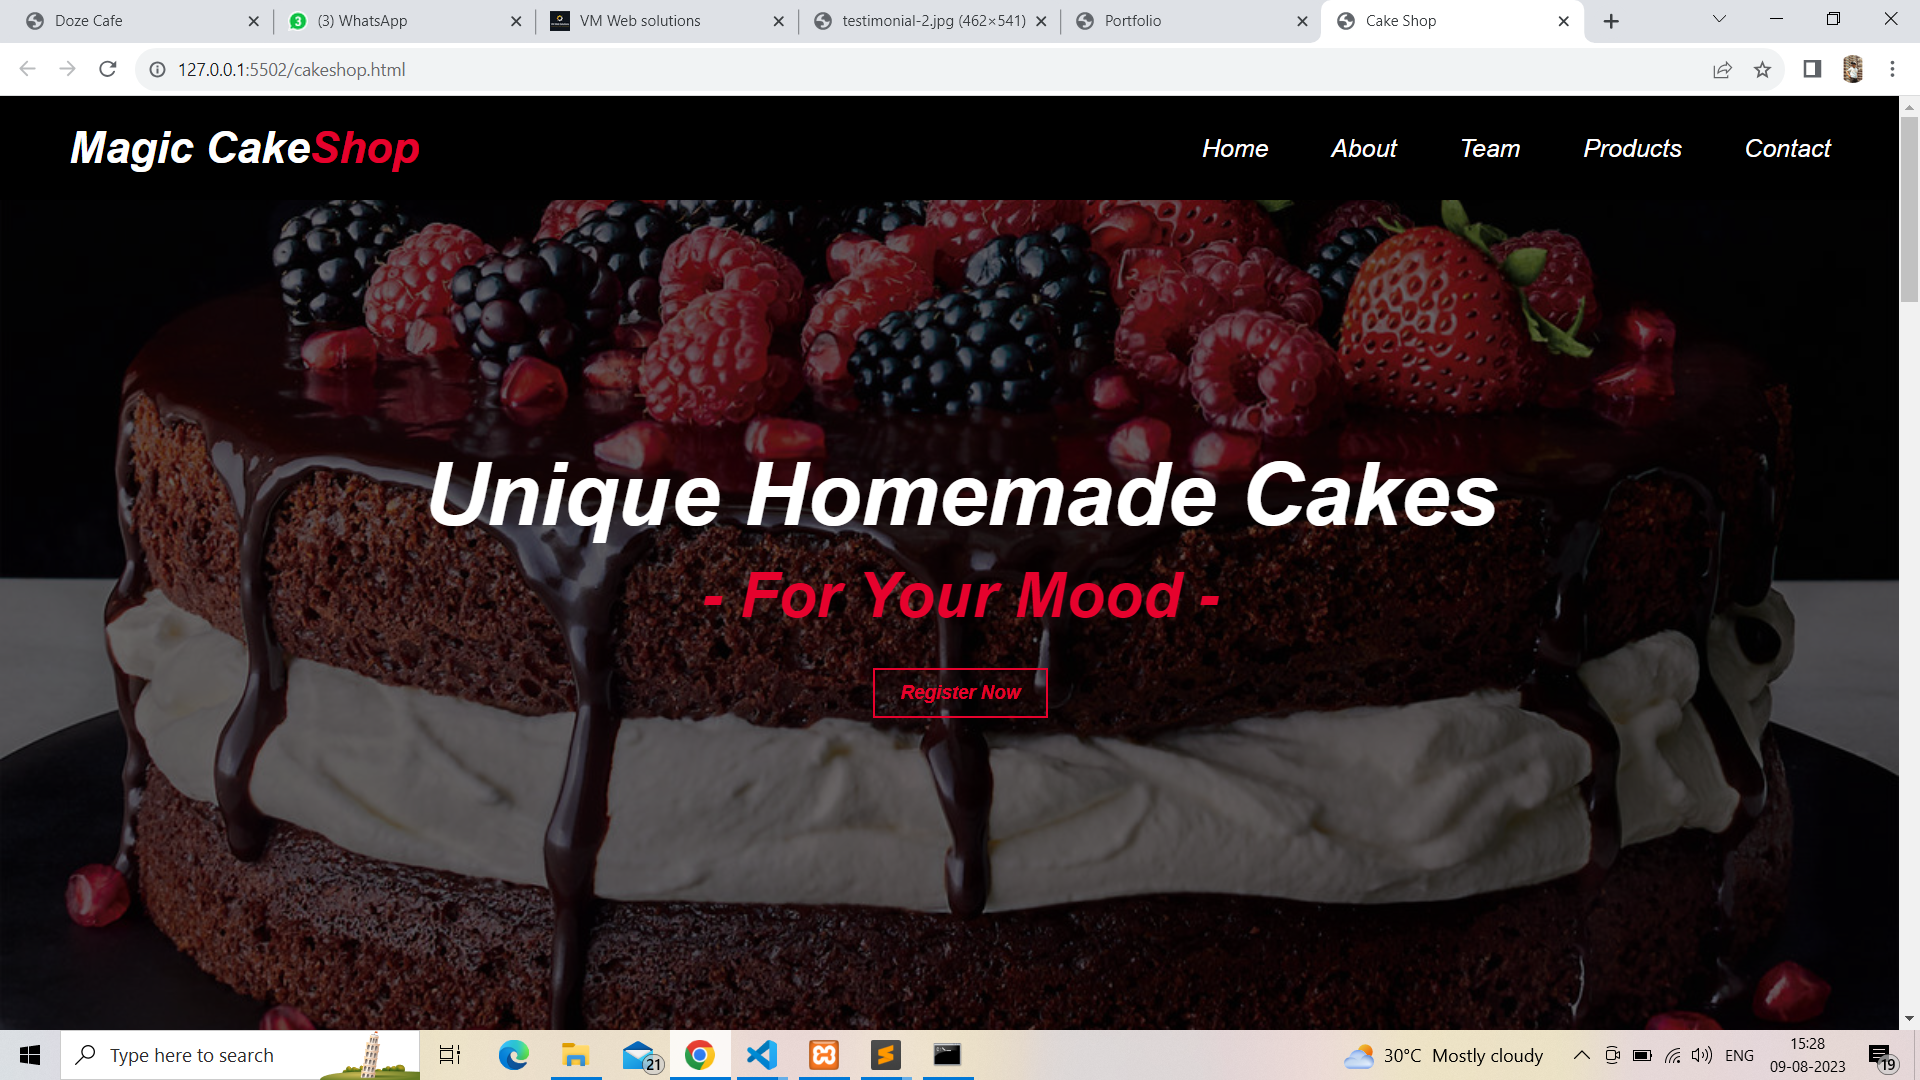 Doze Cafe
3
(3) WhatsApp
VM Web solutions
testimonial-2.jpg (462×541)
Portfolio
Cake Shop
127.0.0.1:5502/cakeshop.html
Magic CakeShop
Home
About
Team
Products
Contact
Unique Homemade Cakes
- For Your Mood -
Register Now
Type here to search
21
30°C Mostly cloudy
ENG
15:28
09-08-2023
19